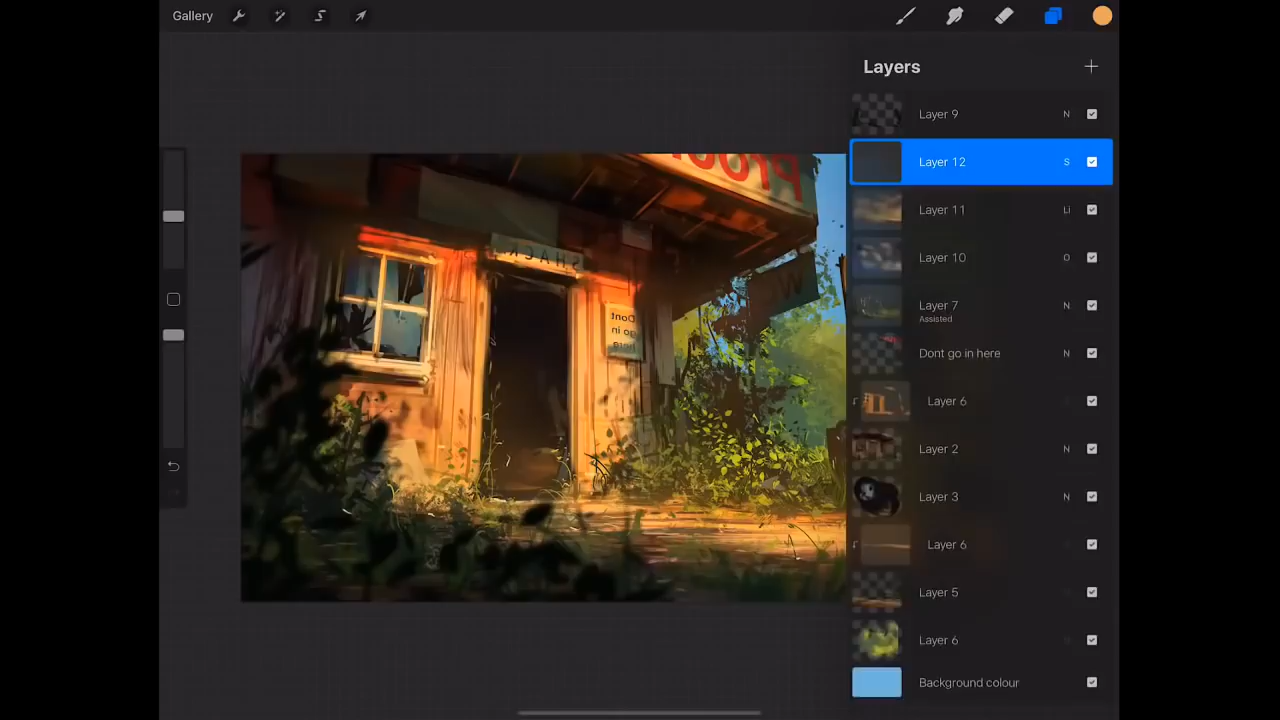 Gallery
Layers
Layer 9 N
Layer 12 S
Layer 11 Li
Layer 10 O
Layer 7 N
Assisted
Dont go in here N
Layer 6
Layer 2 N
Layer 3 N
Layer 6
Layer 5
Layer 6
Background colour
SHACK
Dont
go in
here